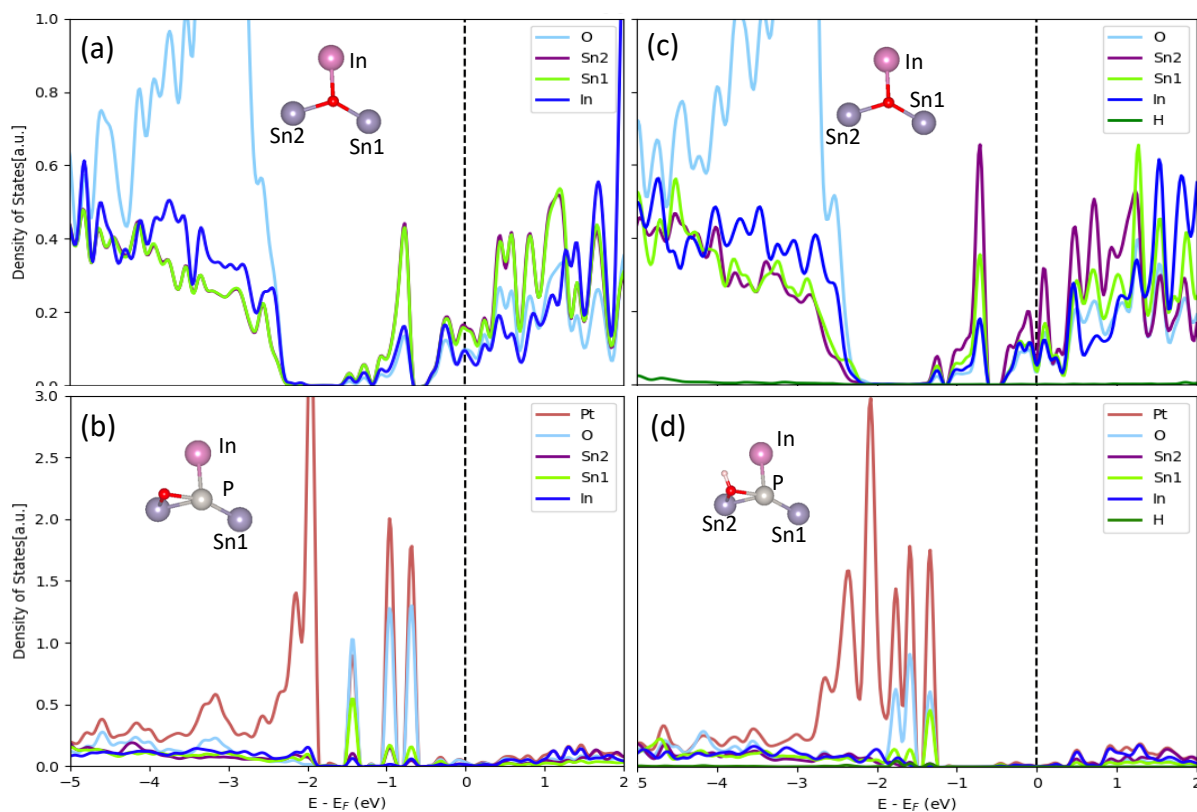 (a)
In
Sn2
Sn1
O
Sn2
Sn1
In
Density of States[a.u.]
1.0
0.8
0.6
0.4
0.2
0.0
(c)
In
Sn1
Sn2
O
Sn2
Sn1
In
H
(b)
In
P
Sn1
Pt
O
Sn2
Sn1
In
Density of States[a.u.]
3.0
2.5
2.0
1.5
1.0
0.5
0.0
−5 −4 −3 −2 −1 0 1 2
E - EF (eV)
(d)
In
P
Sn2
Sn1
Pt
O
Sn2
Sn1
In
H
−4 −3 −2 −1 0 1 2
E - EF (eV)